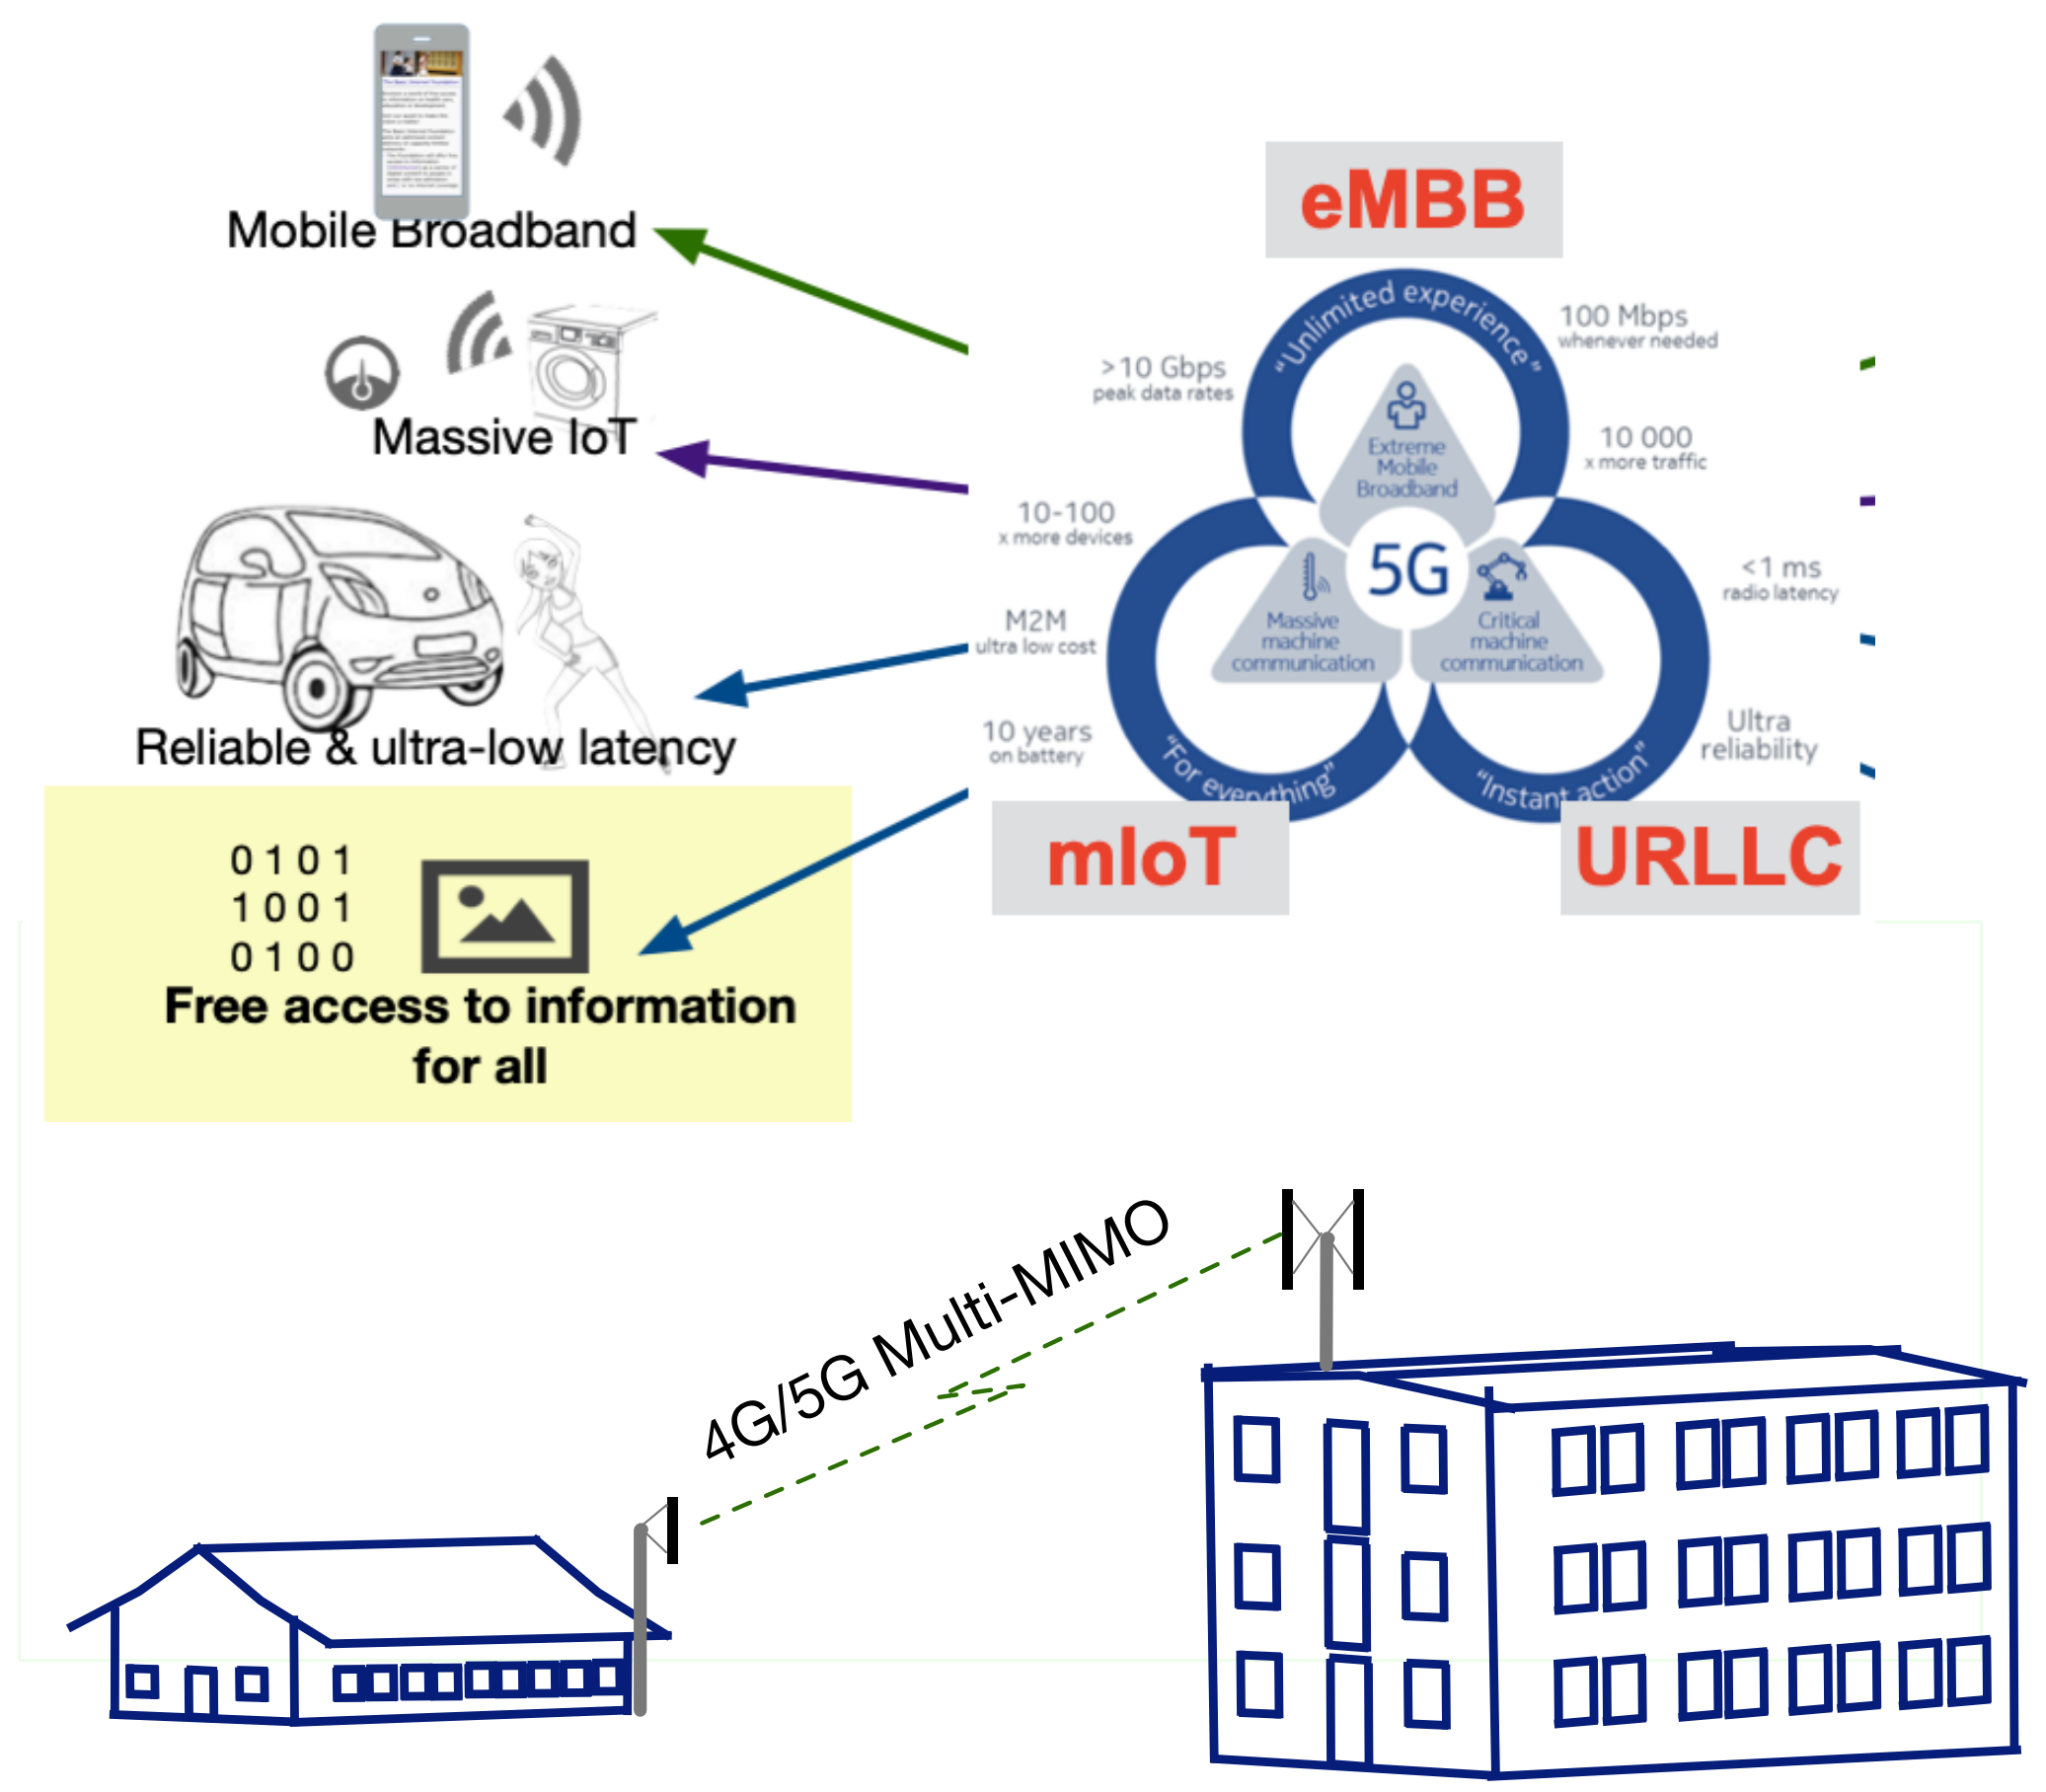 The Basic Internet Foundation
Mobile Broadband
Massive IoT
Reliable & ultra-low latency
0 1 0 1
1 0 0 1
0 1 0 0
Free access to information
for all
eMBB
“Unlimited experience”
>10 Gbps
peak data rates
100 Mbps
whenever needed
10 000
x more traffic
Extreme
Mobile
Broadband
10-100
x more devices
5G
<1 ms
radio latency
M2M
ultra low cost
Massive
machine
communication
Critical
machine
communication
10 years
on battery
Ultra
reliability
“For everything”
“Instant action”
mIoT
URLLC
4G/5G Multi-MIMO